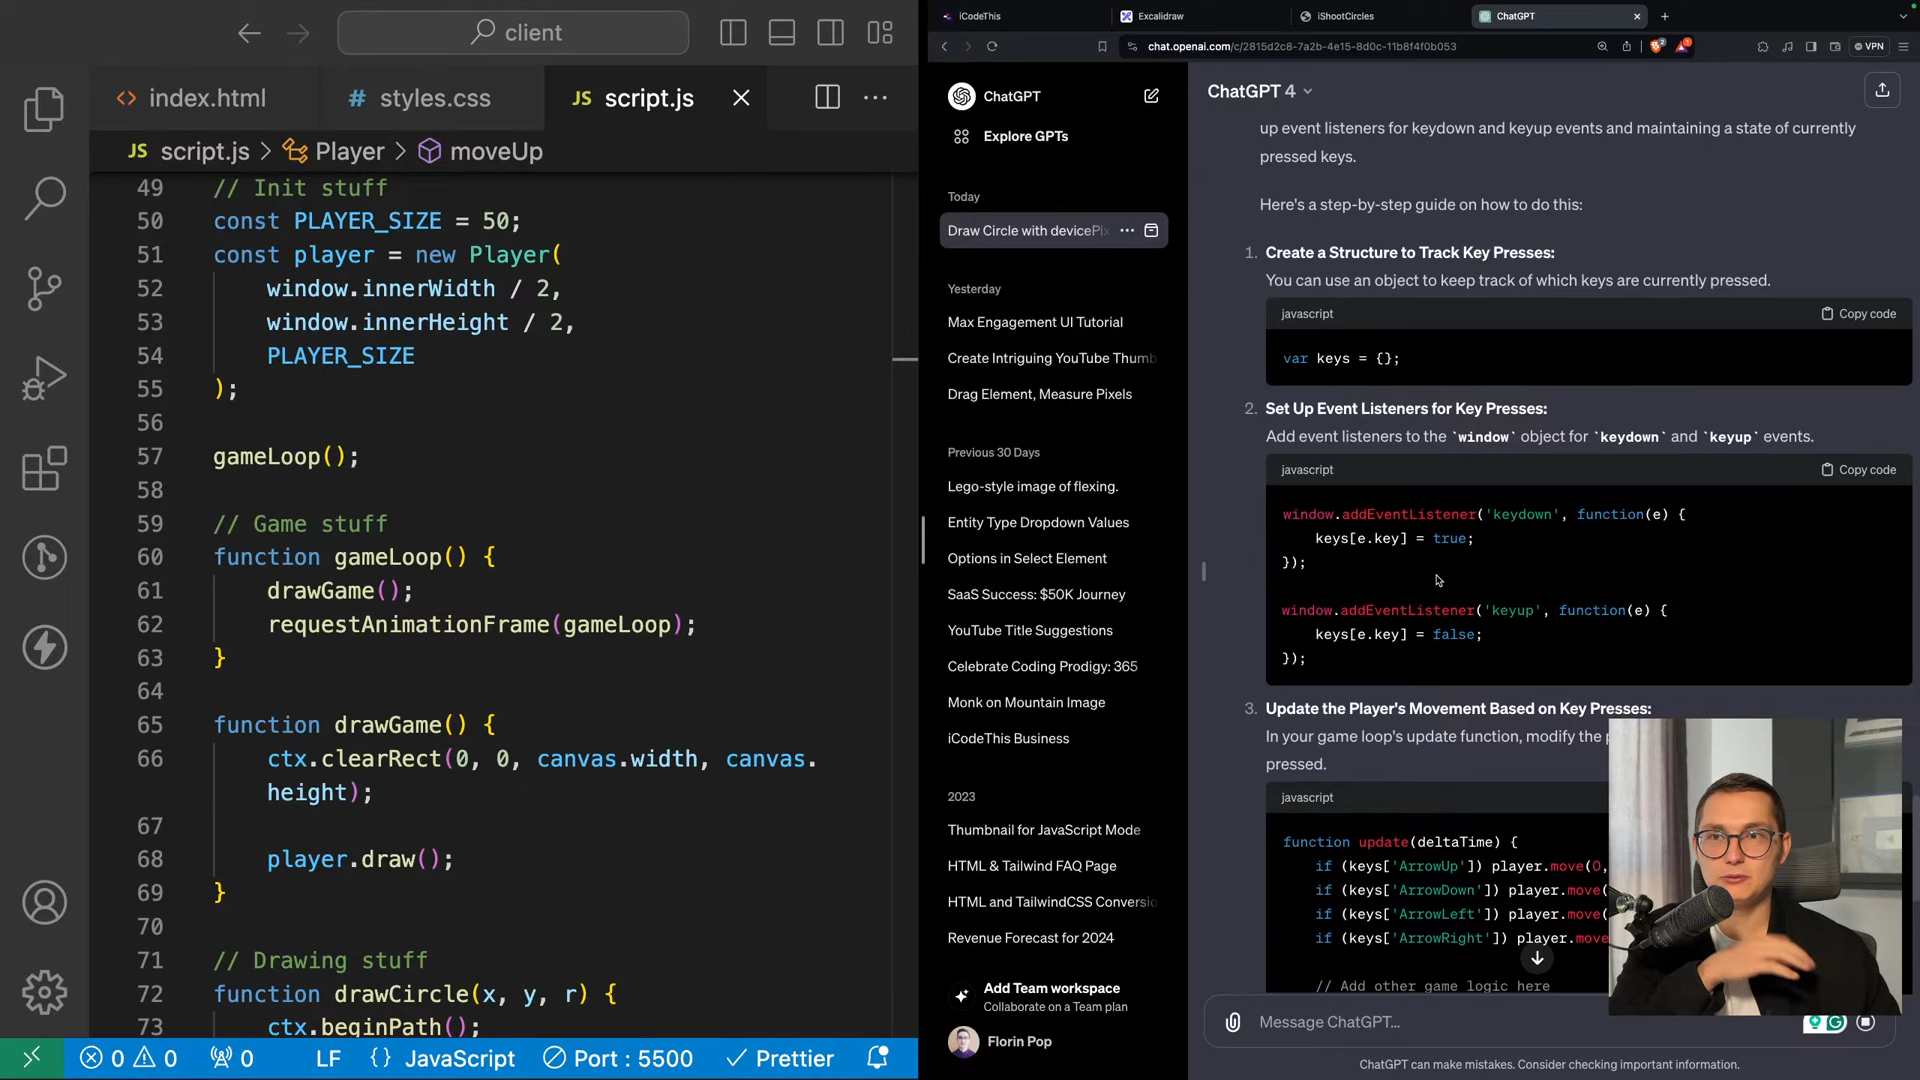 client
index.html
# styles.css
JS script.js
JS script.js > Player > moveUp
49 // Init stuff
50 const PLAYER_SIZE = 50;
51 const player = new Player(
52 window.innerWidth / 2,
53 window.innerHeight / 2,
54 PLAYER_SIZE
55 );
56
57 gameLoop();
58
59 // Game stuff
60 function gameLoop() {
61 drawGame();
62 requestAnimationFrame(gameLoop);
63 }
64
65 function drawGame() {
66 ctx.clearRect(0, 0, canvas.width, canvas.
height);
67
68 player.draw();
69 }
70
71 // Drawing stuff
72 function drawCircle(x, y, r) {
73 ctx.beginPath();
0 0 0 LF {} JavaScript Port : 5500 Prettier
iCodeThis
Excalidraw
iShootCircles
ChatGPT
chat.openai.com/c/2815d2c8-7a2b-4e15-8d0c-11b8f4f0b053
2
1
VPN
ChatGPT
Explore GPTs
Today
Draw Circle with devicePix
Yesterday
Max Engagement UI Tutorial
Create Intriguing YouTube Thumb
Drag Element, Measure Pixels
Previous 30 Days
Lego-style image of flexing.
Entity Type Dropdown Values
Options in Select Element
SaaS Success: $50K Journey
YouTube Title Suggestions
Celebrate Coding Prodigy: 365
Monk on Mountain Image
iCodeThis Business
2023
Thumbnail for JavaScript Mode
HTML & Tailwind FAQ Page
HTML and TailwindCSS Conversio
Revenue Forecast for 2024
Add Team workspace
Collaborate on a Team plan
Florin Pop
ChatGPT 4
up event listeners for keydown and keyup events and maintaining a state of currently
pressed keys.
Here's a step-by-step guide on how to do this:
1. Create a Structure to Track Key Presses:
You can use an object to keep track of which keys are currently pressed.
javascript Copy code
var keys = {};
2. Set Up Event Listeners for Key Presses:
Add event listeners to the `window` object for `keydown` and `keyup` events.
javascript Copy code
window.addEventListener('keydown', function(e) {
keys[e.key] = true;
});
window.addEventListener('keyup', function(e) {
keys[e.key] = false;
});
3. Update the Player's Movement Based on Key Presses:
In your game loop's update function, modify the p
pressed.
javascript
function update(deltaTime) {
if (keys['ArrowUp']) player.move(0,
if (keys['ArrowDown']) player.move(
if (keys['ArrowLeft']) player.move(
if (keys['ArrowRight']) player.move
// Add other game logic here
Message ChatGPT...
ChatGPT can make mistakes. Consider checking important information.